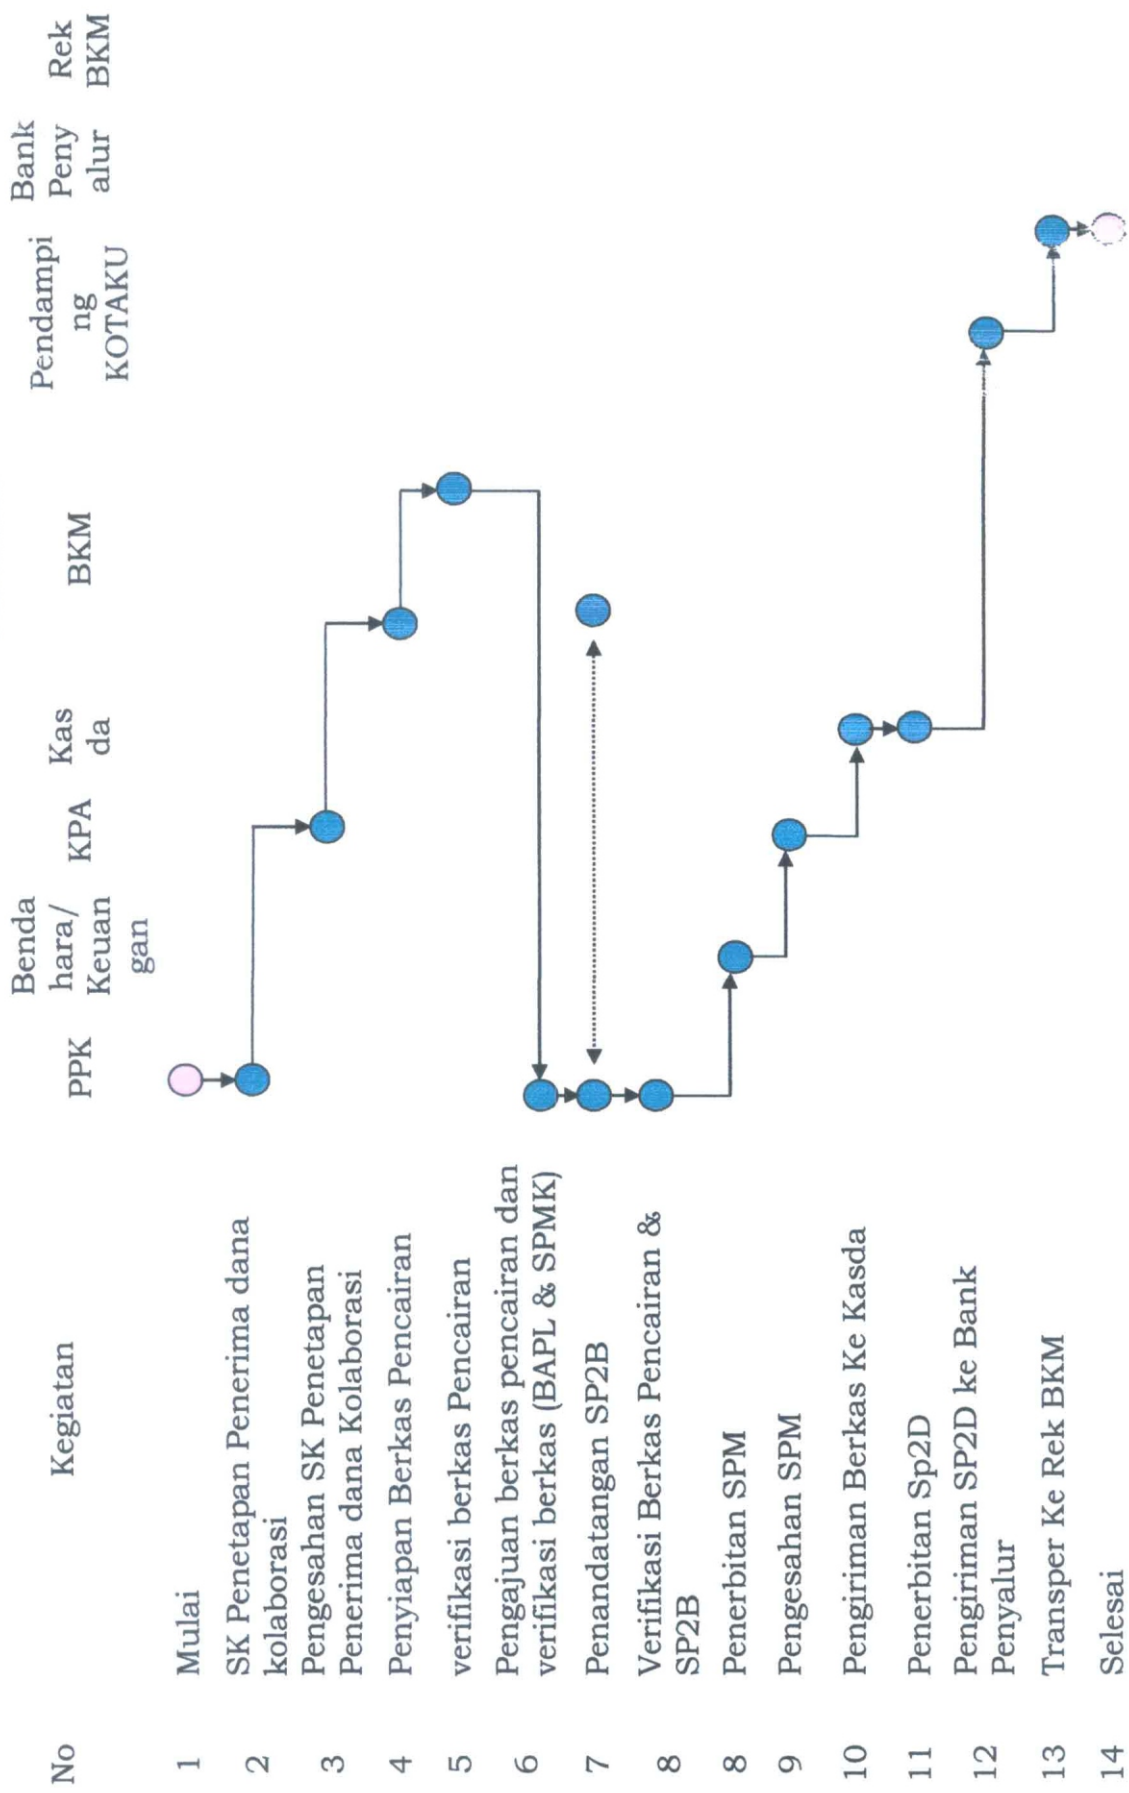 No
Kegiatan
PPK
Benda
hara/
Keuan
gan
KPA
Kas
da
BKM
Pendampi
ng
KOTAKU
Bank
Peny
alur
Rek
BKM
1
Mulai
2
SK Penetapan Penerima dana
kolaborasi
3
Pengesahan SK Penetapan
Penerima dana Kolaborasi
4
Penyiapan Berkas Pencairan
5
verifikasi berkas Pencairan
6
Pengajuan berkas pencairan dan
verifikasi berkas (BAPL & SPMK)
7
Penandatangan SP2B
8
Verifikasi Berkas Pencairan &
SP2B
8
Penerbitan SPM
9
Pengesahan SPM
10
Pengiriman Berkas Ke Kasda
11
Penerbitan Sp2D
12
Pengiriman SP2D ke Bank
Penyalur
13
Transper Ke Rek BKM
14
Selesai